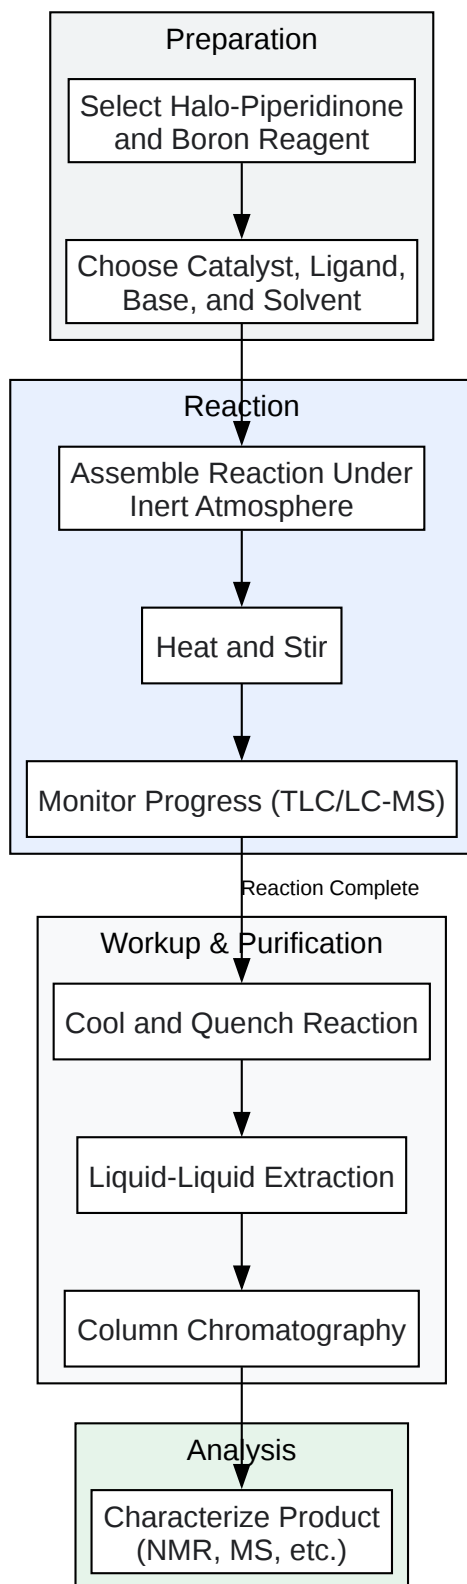 Preparation
Select Halo-Piperidinone
and Boron Reagent
Choose Catalyst, Ligand,
Base, and Solvent
Reaction
Assemble Reaction Under
Inert Atmosphere
Heat and Stir
Monitor Progress (TLC/LC-MS)
Reaction Complete
Workup & Purification
Cool and Quench Reaction
Liquid-Liquid Extraction
Column Chromatography
Analysis
Characterize Product
(NMR, MS, etc.)